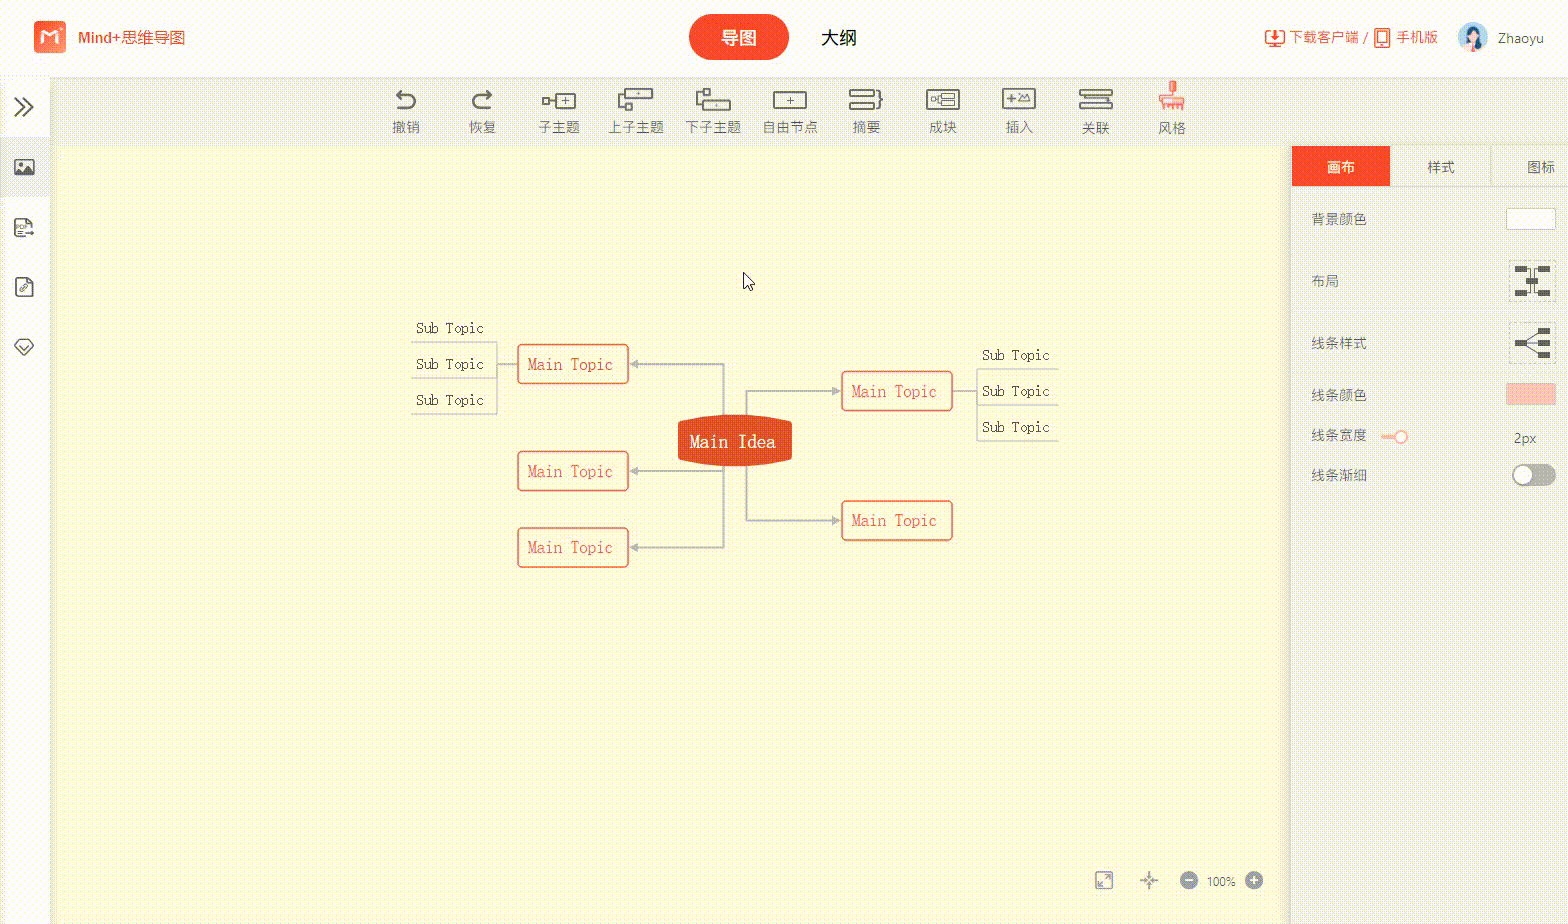 Mind+思维导图
导图
大纲
下载客户端 / 手机版
Zhaoyu
撤销
恢复
子主题
上子主题
下子主题
自由节点
摘要
成块
插入
关联
风格
画布
样式
图标
背景颜色
布局
线条样式
线条颜色
线条宽度
2px
线条渐细
Sub Topic
Sub Topic
Sub Topic
Main Topic
Main Topic
Main Topic
Main Idea
Main Topic
Sub Topic
Sub Topic
Sub Topic
Main Topic
100%
PDF